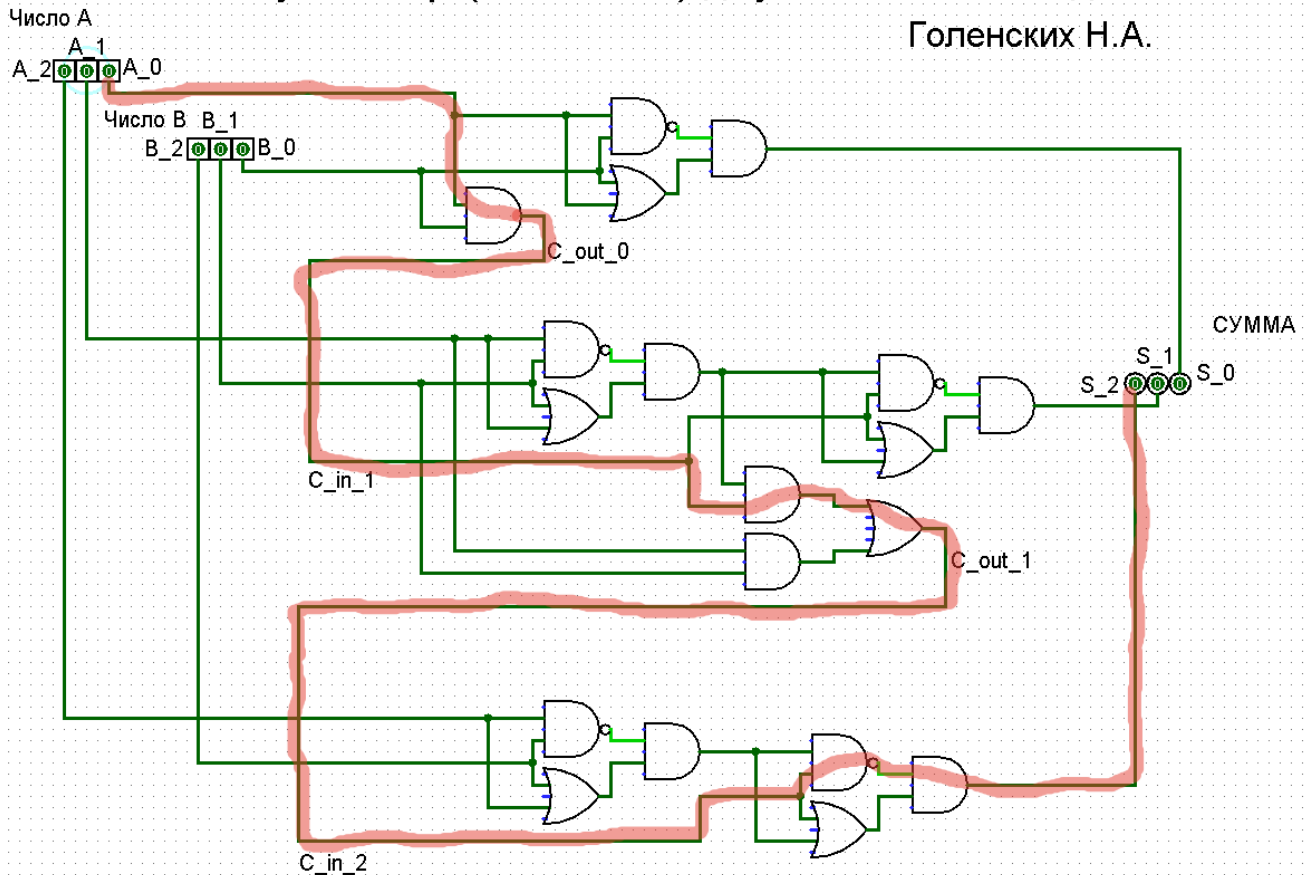 Число A
Голенских Н.А.
A_1
A_2
A_0
Число B B_1
B_2
B_0
C_out_0
СУММА
S_1
S_2
S_0
C_in_1
C_out_1
C_in_2